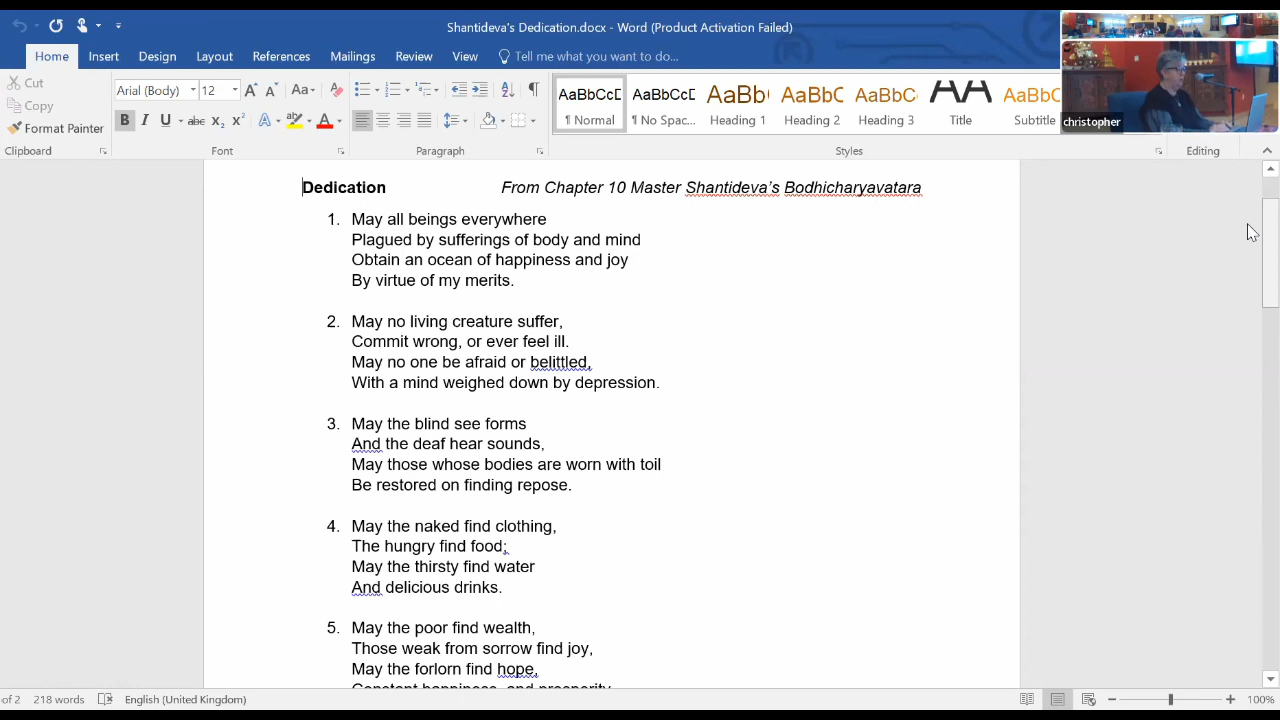 Shantideva's Dedication.docx - Word (Product Activation Failed)
Home Insert Design Layout References Mailings Review View Tell me what you want to do...
Cut
Copy
Format Painter
Arial (Body) 12
AaBbCcD AaBbCcD AaBb( AaBbC AaBbC AA AaBbC
¶ Normal ¶ No Spac... Heading 1 Heading 2 Heading 3 Title Subtitle
christopher
Clipboard Font Paragraph Styles Editing
Dedication From Chapter 10 Master Shantideva's Bodhicharyavatara
1. May all beings everywhere
Plagued by sufferings of body and mind
Obtain an ocean of happiness and joy
By virtue of my merits.
2. May no living creature suffer,
Commit wrong, or ever feel ill.
May no one be afraid or belittled,
With a mind weighed down by depression.
3. May the blind see forms
And the deaf hear sounds,
May those whose bodies are worn with toil
Be restored on finding repose.
4. May the naked find clothing,
The hungry find food;
May the thirsty find water
And delicious drinks.
5. May the poor find wealth,
Those weak from sorrow find joy,
May the forlorn find hope,
Constant happiness, and prosperity.
of 2 218 words English (United Kingdom) 100%